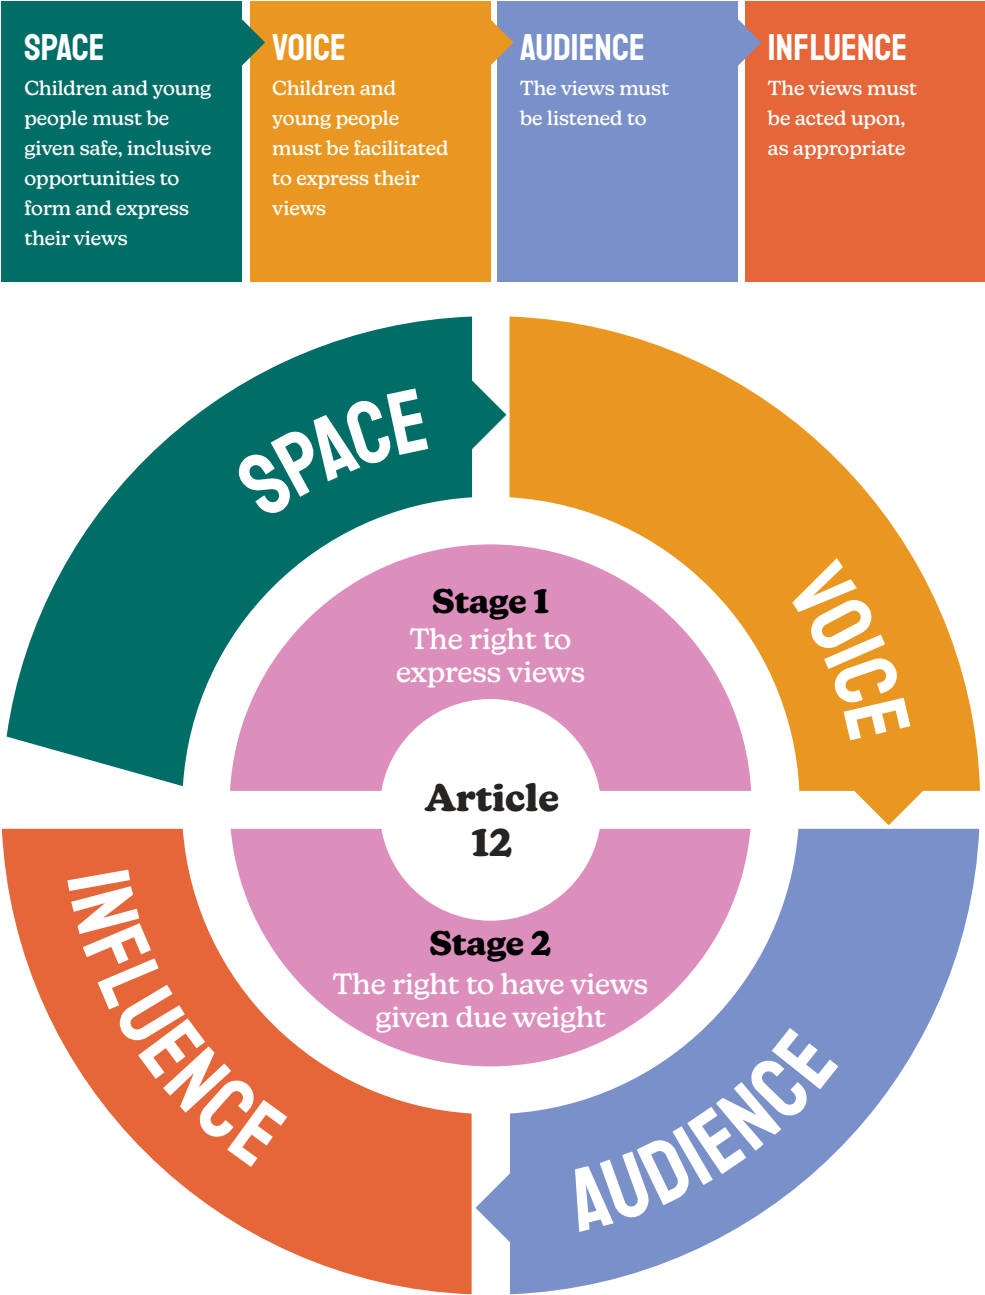 SPACE
Children and young
people must be
given safe, inclusive
opportunities to
form and express
their views
VOICE
Children and
young people
must be facilitated
to express their
views
AUDIENCE
The views must
be listened to
INFLUENCE
The views must
be acted upon,
as appropriate
SPACE
VOICE
Stage 1
The right to
express views
Article
12
Stage 2
The right to have views
given due weight
INFLUENCE
AUDIENCE